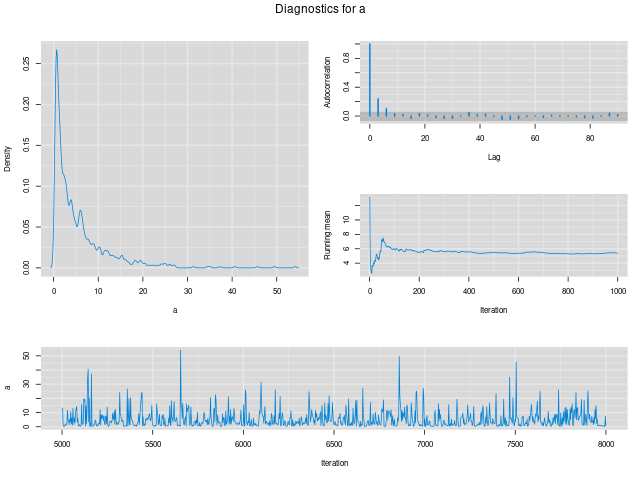 Diagnostics for a
Density
0.00 0.05 0.10 0.15 0.20 0.25
0 10 20 30 40 50
a
Autocorrelation
0.0 0.4 0.8
0 20 40 60 80
Lag
Running mean
4 6 8 12
0 200 400 600 800 1000
Iteration
a
0 10 30 50
5000 5500 6000 6500 7000 7500 8000
Iteration